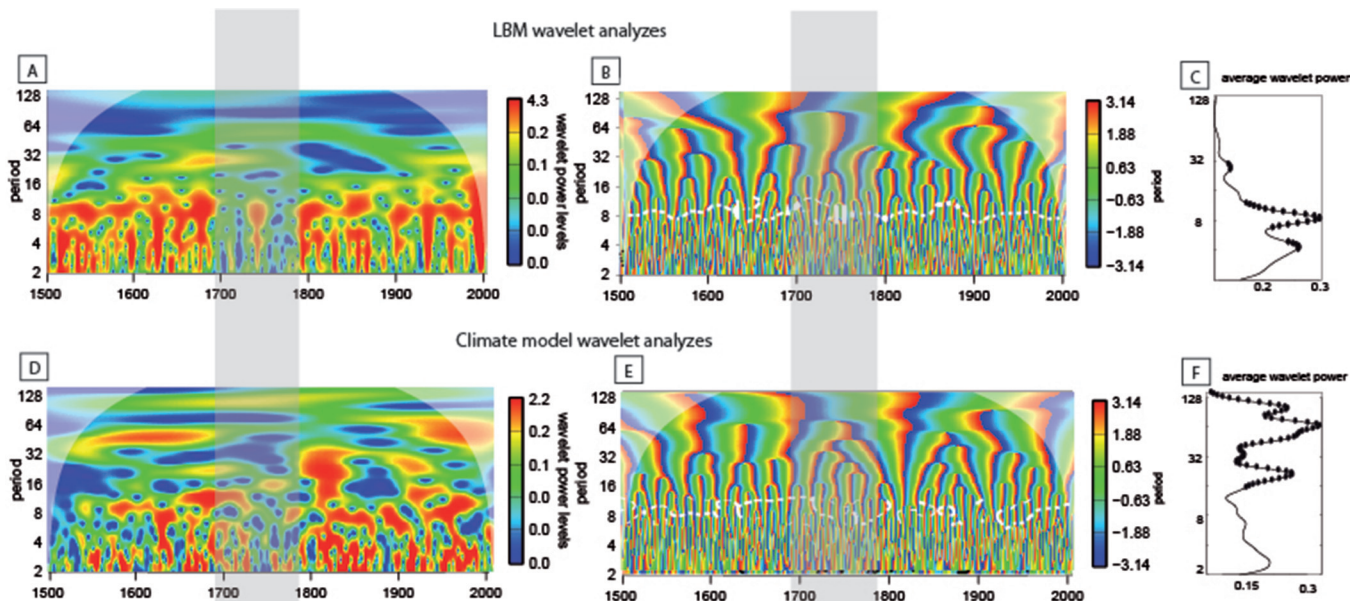 LBM wavelet analyzes
A
128
64
32
16
8
4
2
period
1500 1600 1700 1800 1900 2000
4.3
0.2
0.1
0.0
0.0
wavelet power levels
B
128
64
32
16
8
4
2
period
1500 1600 1700 1800 1900 2000
3.14
1.88
0.63
−0.63
−1.88
−3.14
period
C
average wavelet power
128
32
8
0.2 0.3
Climate model wavelet analyzes
D
128
64
32
16
8
4
2
period
1500 1600 1700 1800 1900 2000
2.2
0.2
0.1
0.0
0.0
0.0
wavelet power levels
E
128
64
32
16
8
4
2
period
1500 1600 1700 1800 1900 2000
3.14
1.88
0.63
−0.63
−1.88
−3.14
period
F
average wavelet power
128
32
8
2
0.15 0.3